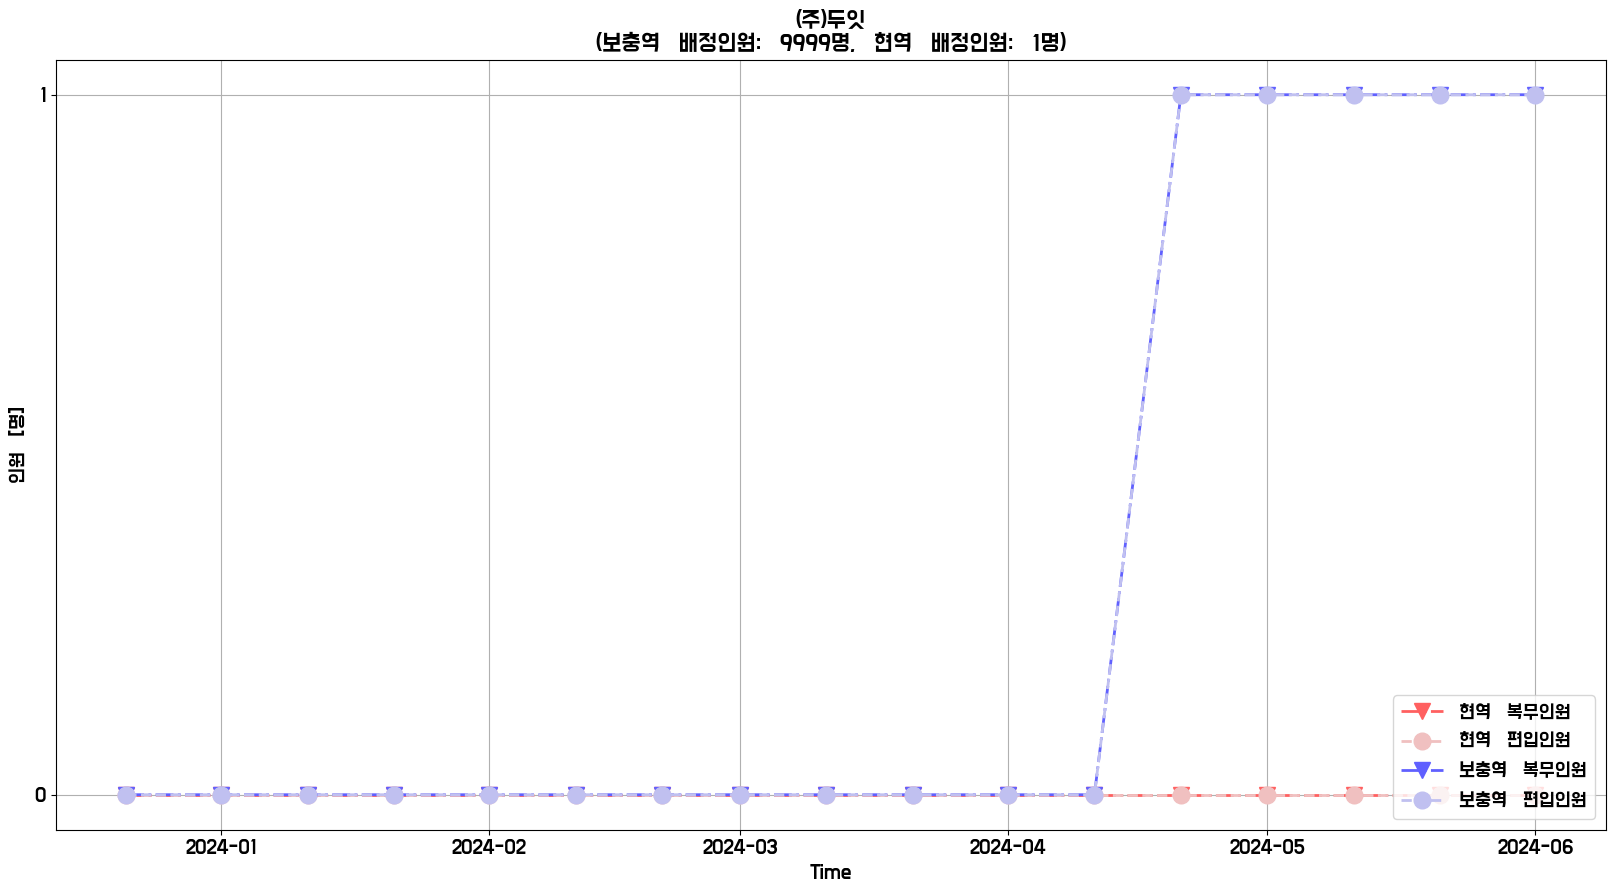 (주)두잇
(보충역 배정인원: 9999명, 현역 배정인원: 1명)
1
인원 [명]
0
현역 복무인원
현역 편입인원
보충역 복무인원
보충역 편입인원
2024-01 2024-02 2024-03 2024-04 2024-05 2024-06
Time